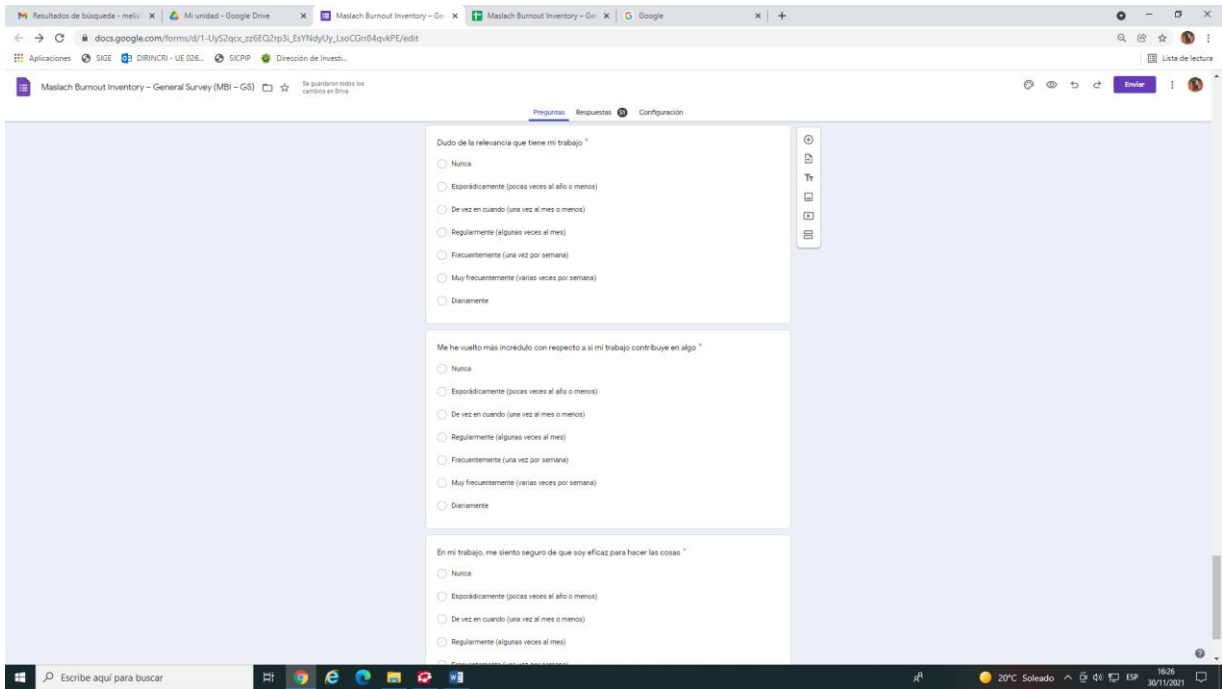 Resultados de búsqueda - melis
Mi unidad - Google Drive
Maslach Burnout Inventory – Ge
Maslach Burnout Inventory – Ge
Google
docs.google.com/forms/d/1-Uy52qcx_zz6EQ2rp3i_EsYNdyUy_LsoCGrr84qvkPE/edit
Aplicaciones
SIGE
DIRINCRI - UE 026...
SICPIP
Dirección de Investi...
Lista de lectura
Maslach Burnout Inventory – General Survey (MBI – GS)
Se guardaron todos los
cambios en Drive
Enviar
Preguntas Respuestas Configuración
Dudo de la relevancia que tiene mi trabajo *
Nunca
Esporádicamente (pocas veces al año o menos)
De vez en cuando (una vez al mes o menos)
Regularmente (algunas veces al mes)
Frecuentemente (una vez por semana)
Muy frecuentemente (varias veces por semana)
Diariamente
Me he vuelto más incrédulo con respecto a si mi trabajo contribuye en algo *
Nunca
Esporádicamente (pocas veces al año o menos)
De vez en cuando (una vez al mes o menos)
Regularmente (algunas veces al mes)
Frecuentemente (una vez por semana)
Muy frecuentemente (varias veces por semana)
Diariamente
En mi trabajo, me siento seguro de que soy eficaz para hacer las cosas *
Nunca
Esporádicamente (pocas veces al año o menos)
De vez en cuando (una vez al mes o menos)
Regularmente (algunas veces al mes)
Frecuentemente (una vez por semana)
Escribe aquí para buscar
20°C Soleado
ESP
16:26
30/11/2021